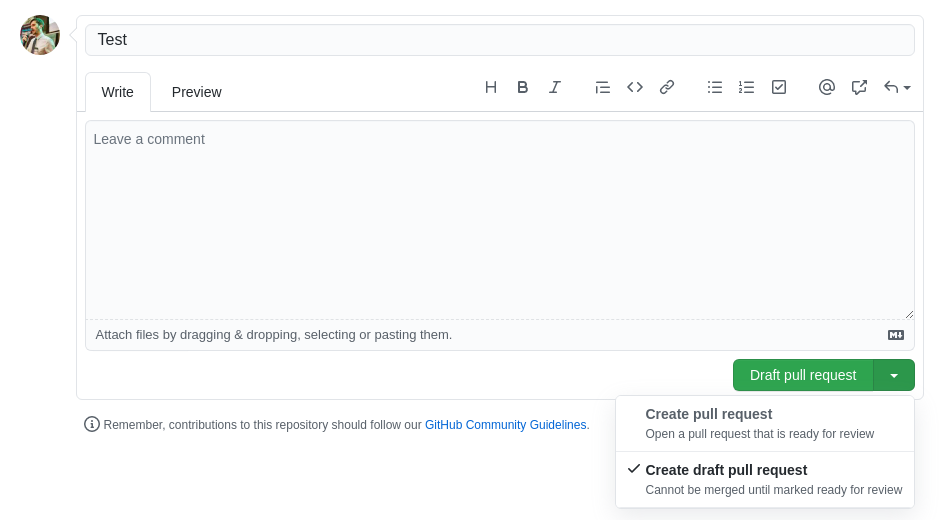 Test
Write Preview
Leave a comment
Attach files by dragging & dropping, selecting or pasting them.
Draft pull request
Create pull request
Open a pull request that is ready for review
Remember, contributions to this repository should follow our GitHub Community Guidelines.
Create draft pull request
Cannot be merged until marked ready for review